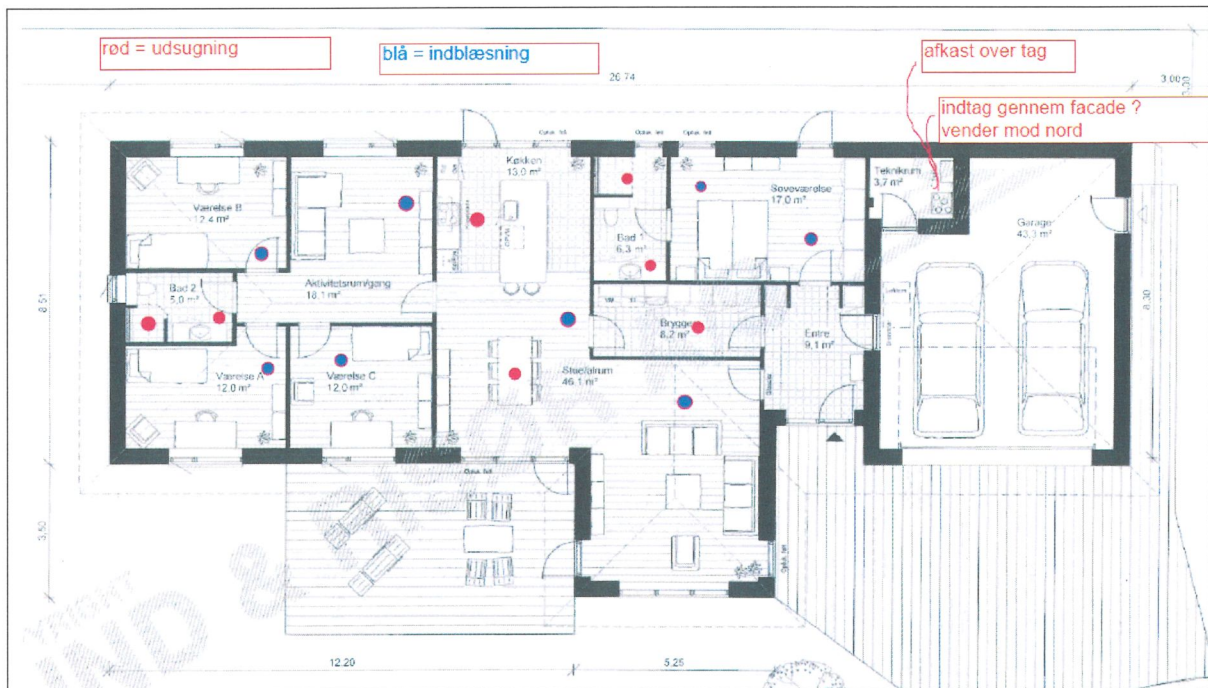 rød = udsugning
blå = indblæsning
afkast over tag
26.74
3.00
indtag gennem facade ?
vender mod nord
Køkken
13,0 m²
Værelse B
12,4 m²
Teknikrum
3,7 m²
Soveværelse
17,0 m²
Garage
43,3 m²
Bad 1
6,3 m²
Bad 2
5,0 m²
Aktivitetsrum/gang
18,1 m²
8.51
8.30
Brygge
8,2 m²
Entre
9,1 m²
Værelse A
12,0 m²
Værelse C
12,0 m²
Stue/alrum
46,1 m²
3.50
IND &
12.20
5.25